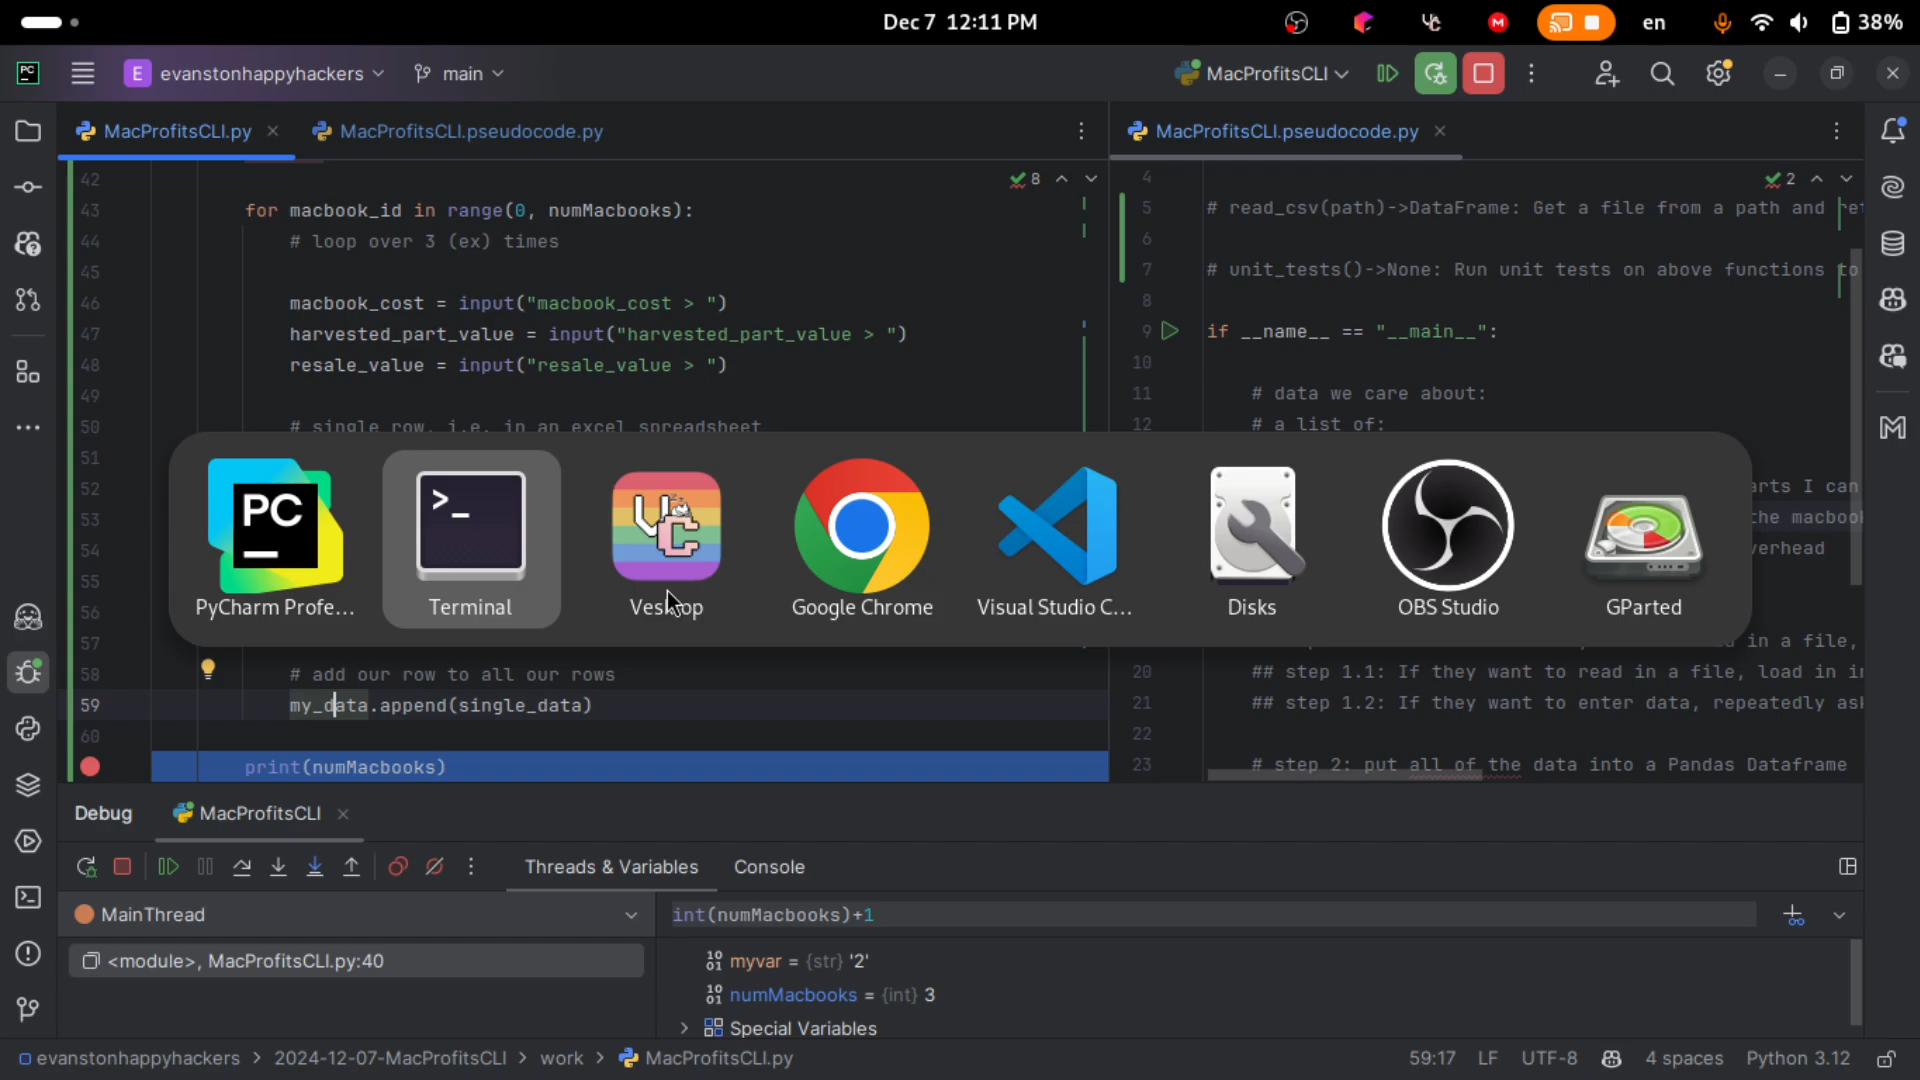 Dec 7 12:11 PM
en
38%
PC
E evanstonhappyhackers
main
MacProfitsCLI
MacProfitsCLI.py
MacProfitsCLI.pseudocode.py
MacProfitsCLI.pseudocode.py
8
42
43 for macbook_id in range(0, numMacbooks):
44 # loop over 3 (ex) times
45
46 macbook_cost = input("macbook_cost > ")
47 harvested_part_value = input("harvested_part_value > ")
48 resale_value = input("resale_value > ")
49
50 # single row, i.e. in an excel spreadsheet
51
52
53
54
55
56
57
58 # add our row to all our rows
59 my_data.append(single_data)
60
print(numMacbooks)
2
4
5 # read_csv(path)->DataFrame: Get a file from a path and ret
6
7 # unit_tests()->None: Run unit tests on above functions to
8
9 if __name__ == "__main__":
10
11 # data we care about:
12 # a list of:
arts I can
the macbook
verhead
d in a file,
20 ## step 1.1: If they want to read in a file, load in i
21 ## step 1.2: If they want to enter data, repeatedly as
22
23 # step 2: put all of the data into a Pandas Dataframe
PC
PyCharm Profe...
>_
Terminal
VC
Google Chrome
Visual Studio C...
Disks
OBS Studio
GParted
Debug
MacProfitsCLI
Threads & Variables
Console
MainThread
<module>, MacProfitsCLI.py:40
int(numMacbooks)+1
myvar = {str} '2'
numMacbooks = {int} 3
Special Variables
evanstonhappyhackers > 2024-12-07-MacProfitsCLI > work > MacProfitsCLI.py
59:17 LF UTF-8 4 spaces Python 3.12